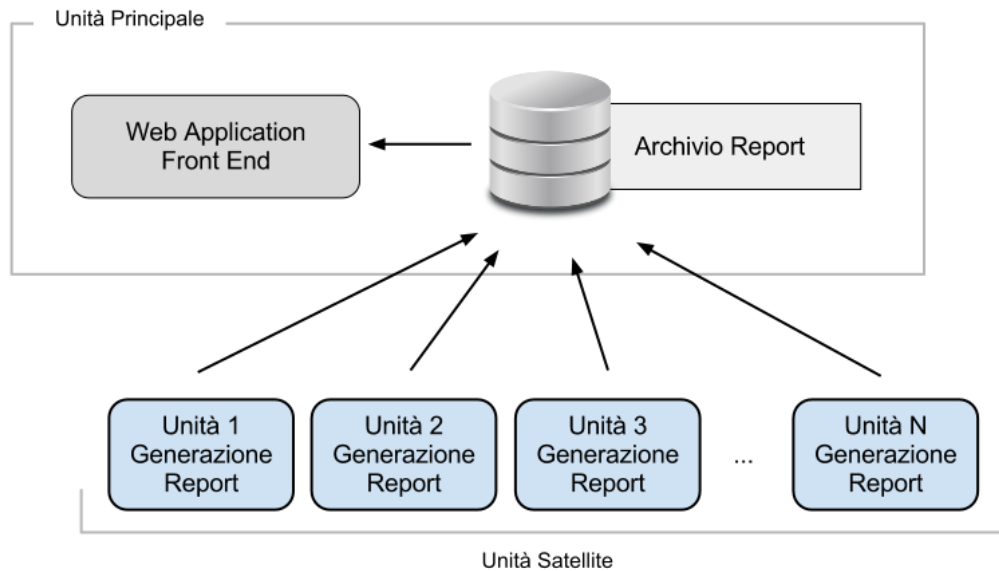 Unità Principale
Web Application
Front End
Archivio Report
Unità 1
Generazione
Report
Unità 2
Generazione
Report
Unità 3
Generazione
Report
...
Unità N
Generazione
Report
Unità Satellite